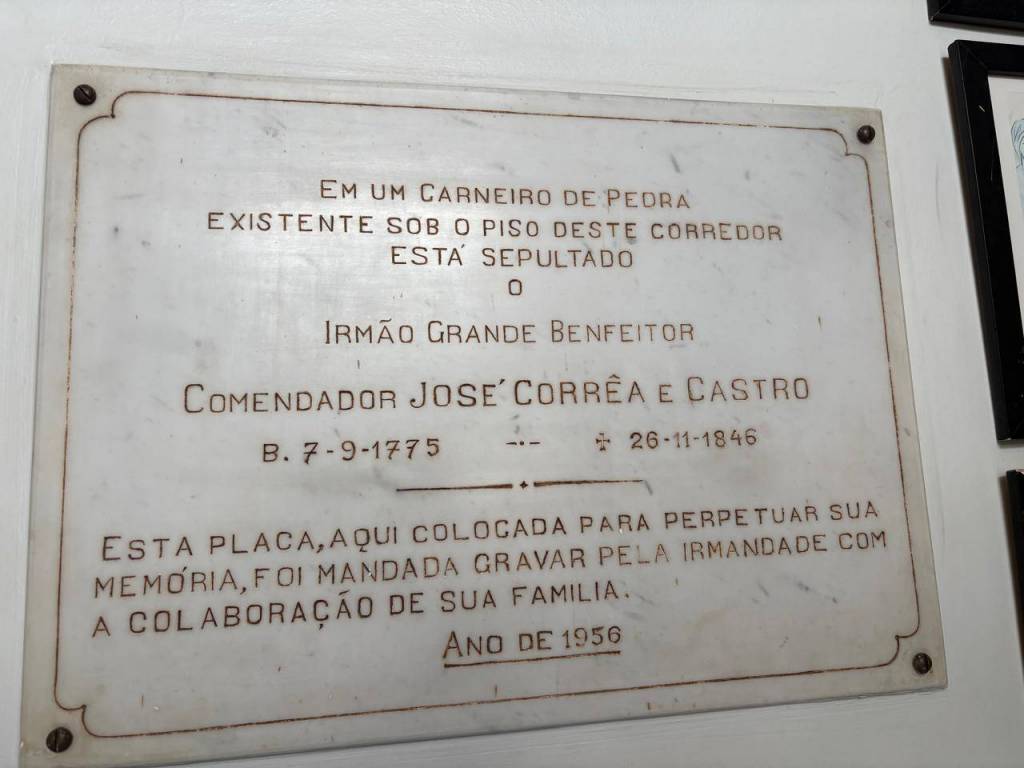 EM UM CARNEIRO DE PEDRA
EXISTENTE SOB O PISO DESTE CORREDOR
ESTÁ SEPULTADO
O
IRMÃO GRANDE BENFEITOR
COMENDADOR JOSÉ CORRÊA E CASTRO
B. 7-9-1775 -·- ✠ 26-11-1846
ESTA PLACA, AQUI COLOCADA PARA PERPETUAR SUA
MEMÓRIA, FOI MANDADA GRAVAR PELA IRMANDADE COM
A COLABORAÇÃO DE SUA FAMILIA.
ANO DE 1956